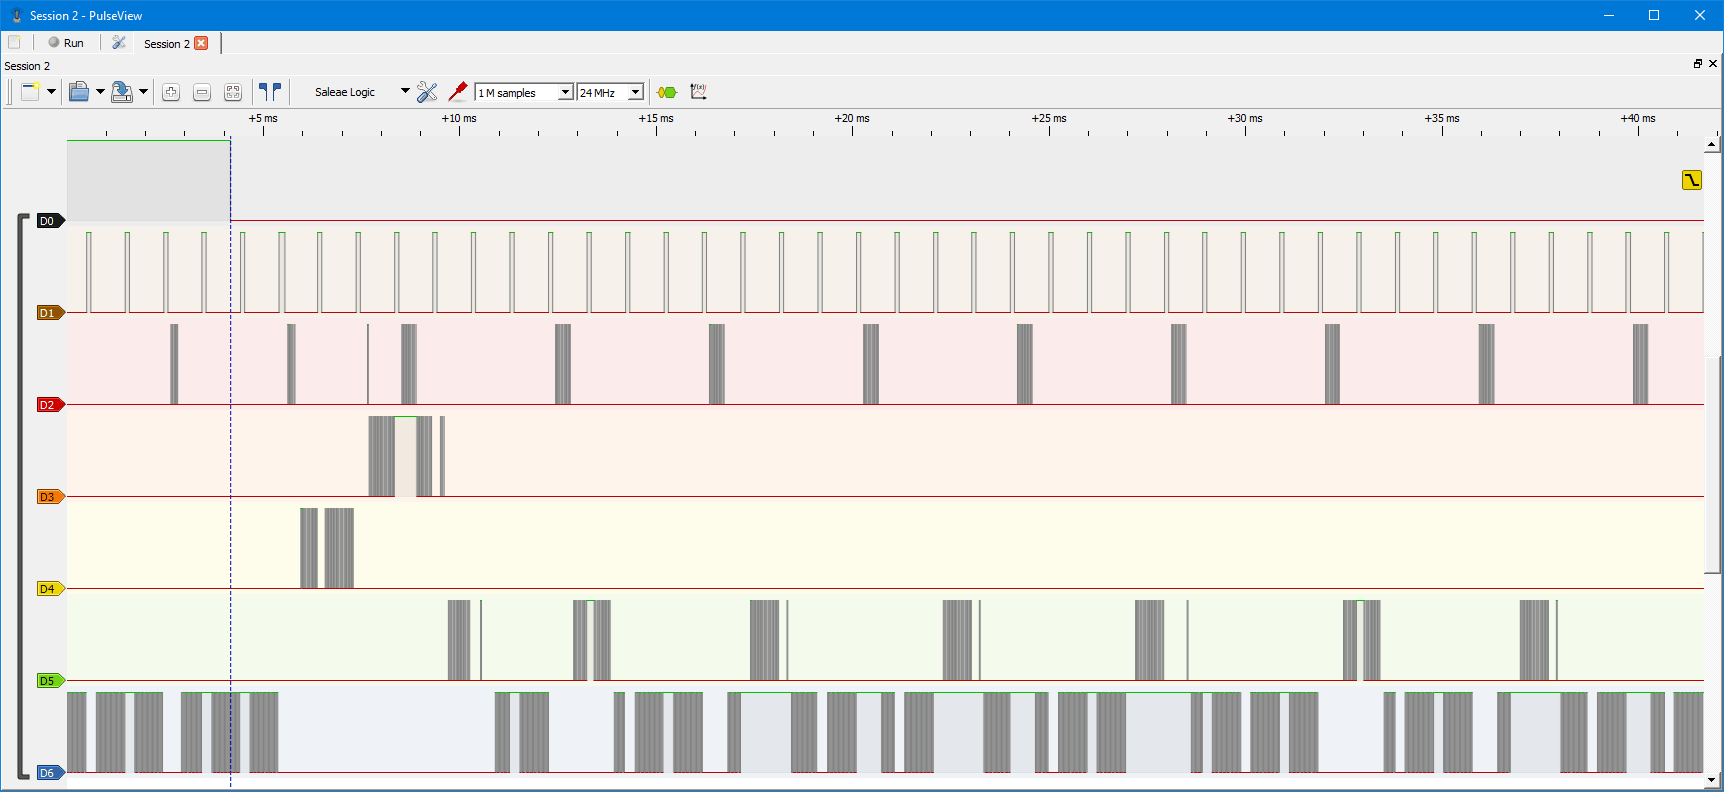 Session 2 - PulseView
Run
Session 2
Session 2
Saleae Logic
1 M samples
24 MHz
f(x)
+5 ms +10 ms +15 ms +20 ms +25 ms +30 ms +35 ms +40 ms
D0
D1
D2
D3
D4
D5
D6